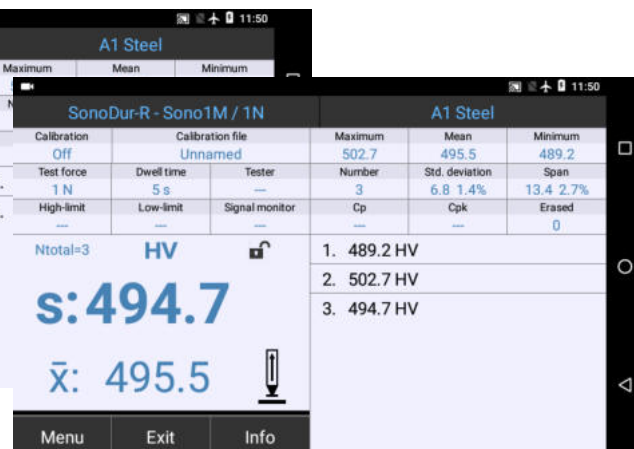 11:50
A1 Steel
Maximum Mean Minimum
11:50
SonoDur-R - Sono1M / 1N A1 Steel
Calibration Calibration file Maximum Mean Minimum
Off Unnamed 502.7 495.5 489.2
Test force Dwell time Tester Number Std. deviation Span
1 N 5 s --- 3 6.8 1.4% 13.4 2.7%
High-limit Low-limit Signal monitor Cp Cpk Erased
--- --- --- --- --- 0
Ntotal=3 HV
1. 489.2 HV
2. 502.7 HV
3. 494.7 HV
s:494.7
x̄: 495.5
Menu Exit Info